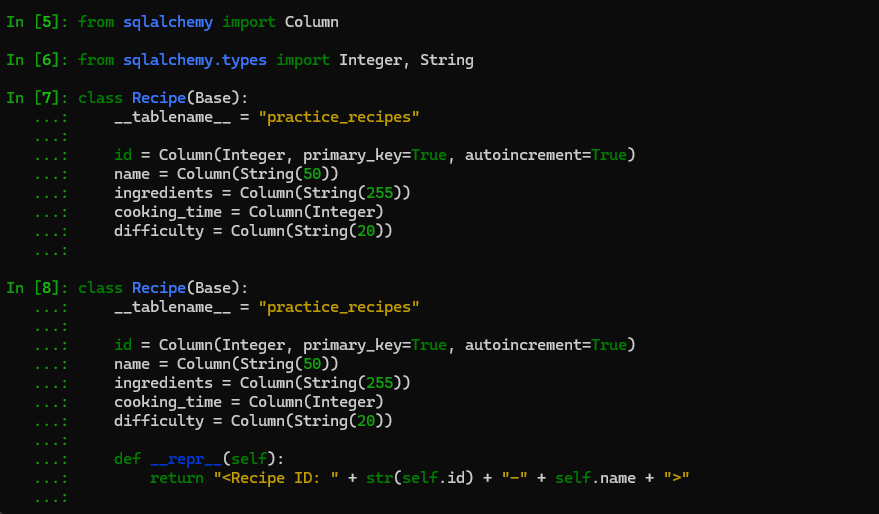 In [5]: from sqlalchemy import Column
In [6]: from sqlalchemy.types import Integer, String
In [7]: class Recipe(Base):
   ...:     __tablename__ = "practice_recipes"
   ...:
   ...:     id = Column(Integer, primary_key=True, autoincrement=True)
   ...:     name = Column(String(50))
   ...:     ingredients = Column(String(255))
   ...:     cooking_time = Column(Integer)
   ...:     difficulty = Column(String(20))
   ...:
In [8]: class Recipe(Base):
   ...:     __tablename__ = "practice_recipes"
   ...:
   ...:     id = Column(Integer, primary_key=True, autoincrement=True)
   ...:     name = Column(String(50))
   ...:     ingredients = Column(String(255))
   ...:     cooking_time = Column(Integer)
   ...:     difficulty = Column(String(20))
   ...:
   ...:     def __repr__(self):
   ...:         return "<Recipe ID: " + str(self.id) + "-" + self.name + ">"
   ...: